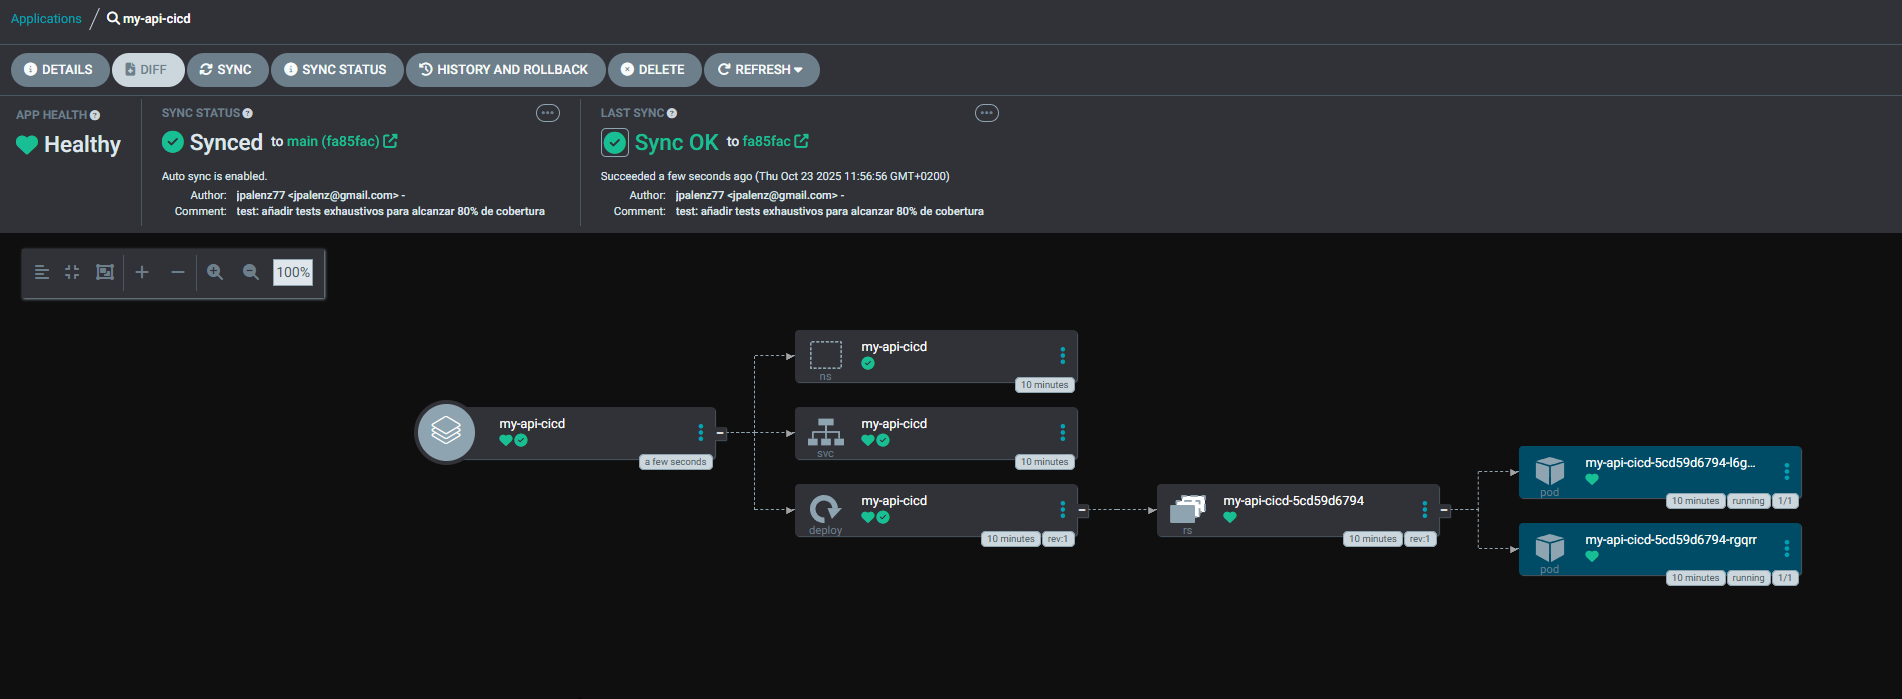 Applications / my-api-cicd
DETAILS DIFF SYNC SYNC STATUS HISTORY AND ROLLBACK DELETE REFRESH
APP HEALTH
Healthy
SYNC STATUS
Synced to main (fa85fac)
Auto sync is enabled.
Author: jpalenz77 <jpalenz@gmail.com> -
Comment: test: añadir tests exhaustivos para alcanzar 80% de cobertura
LAST SYNC
Sync OK to fa85fac
Succeeded a few seconds ago (Thu Oct 23 2025 11:56:56 GMT+0200)
Author: jpalenz77 <jpalenz@gmail.com> -
Comment: test: añadir tests exhaustivos para alcanzar 80% de cobertura
100%
my-api-cicd
a few seconds
my-api-cicd
ns
10 minutes
my-api-cicd
svc
10 minutes
my-api-cicd
deploy
10 minutes rev:1
my-api-cicd-5cd59d6794
rs
10 minutes rev:1
my-api-cicd-5cd59d6794-l6g...
pod
10 minutes running 1/1
my-api-cicd-5cd59d6794-rgqrr
pod
10 minutes running 1/1